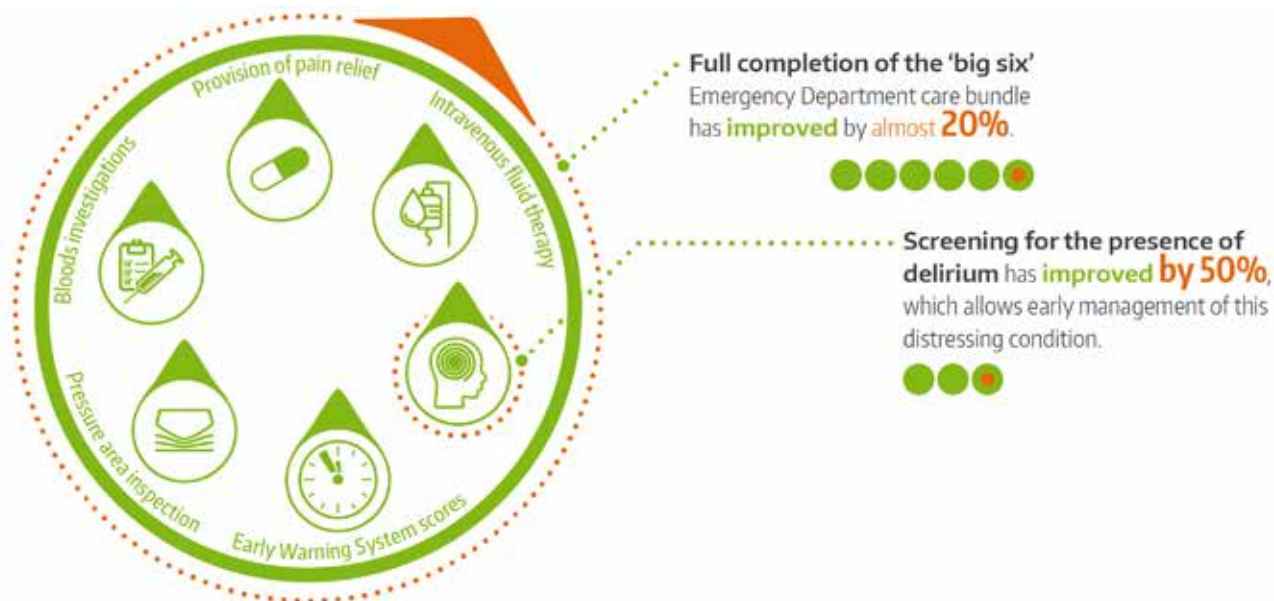 Provision of pain relief
Intravenous fluid therapy
Bloods investigations
Pressure area inspection
Early Warning System scores
Full completion of the ‘big six’
Emergency Department care bundle
has improved by almost 20%.
Screening for the presence of
delirium has improved by 50%,
which allows early management of this
distressing condition.